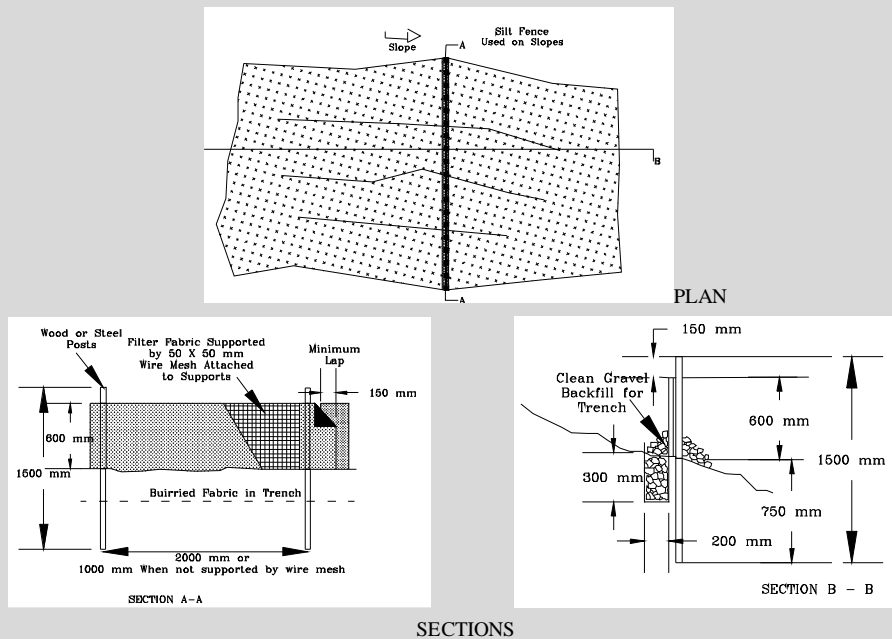 Slope
A
Silt Fence
Used on Slopes
B
A
PLAN
Wood or Steel
Posts
Filter Fabric Supported
by 50 X 50 mm
Wire Mesh Attached
to Supports
Minimum
Lap
150 mm
600 mm
1500 mm
Buirried Fabric in Trench
2000 mm or
1000 mm When not supported by wire mesh
SECTION A-A
150 mm
Clean Gravel
Backfill for
Trench
600 mm
1500 mm
300 mm
750 mm
200 mm
SECTION B - B
SECTIONS